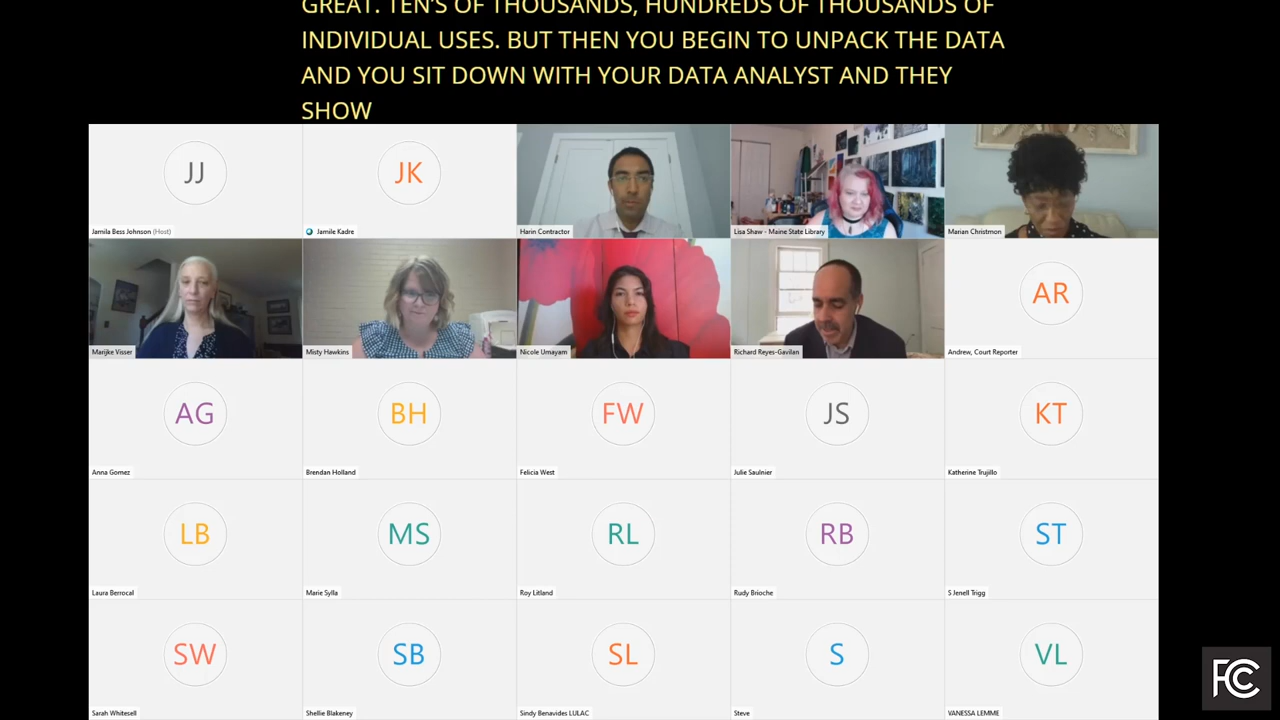 GREAT. TEN'S OF THOUSANDS, HUNDREDS OF THOUSANDS OF
INDIVIDUAL USES. BUT THEN YOU BEGIN TO UNPACK THE DATA
AND YOU SIT DOWN WITH YOUR DATA ANALYST AND THEY
SHOW
JJ
JK
Jamila Bess Johnson (Host)
Jamile Kadre
Harin Contractor
Lisa Shaw - Maine State Library
Marian Christmon
AR
Marijke Visser
Misty Hawkins
Nicole Umayam
Richard Reyes-Gavilan
Andrew, Court Reporter
AG
BH
FW
JS
KT
Anna Gomez
Brendan Holland
Felicia West
Julie Saulnier
Katherine Trujillo
LB
MS
RL
RB
ST
Laura Berrocal
Marie Sylla
Roy Litland
Rudy Brioche
S Jenell Trigg
SW
SB
SL
S
VL
FCC
Sarah Whitesell
Shellie Blakeney
Sindy Benavides LULAC
Steve
VANESSA LEMME